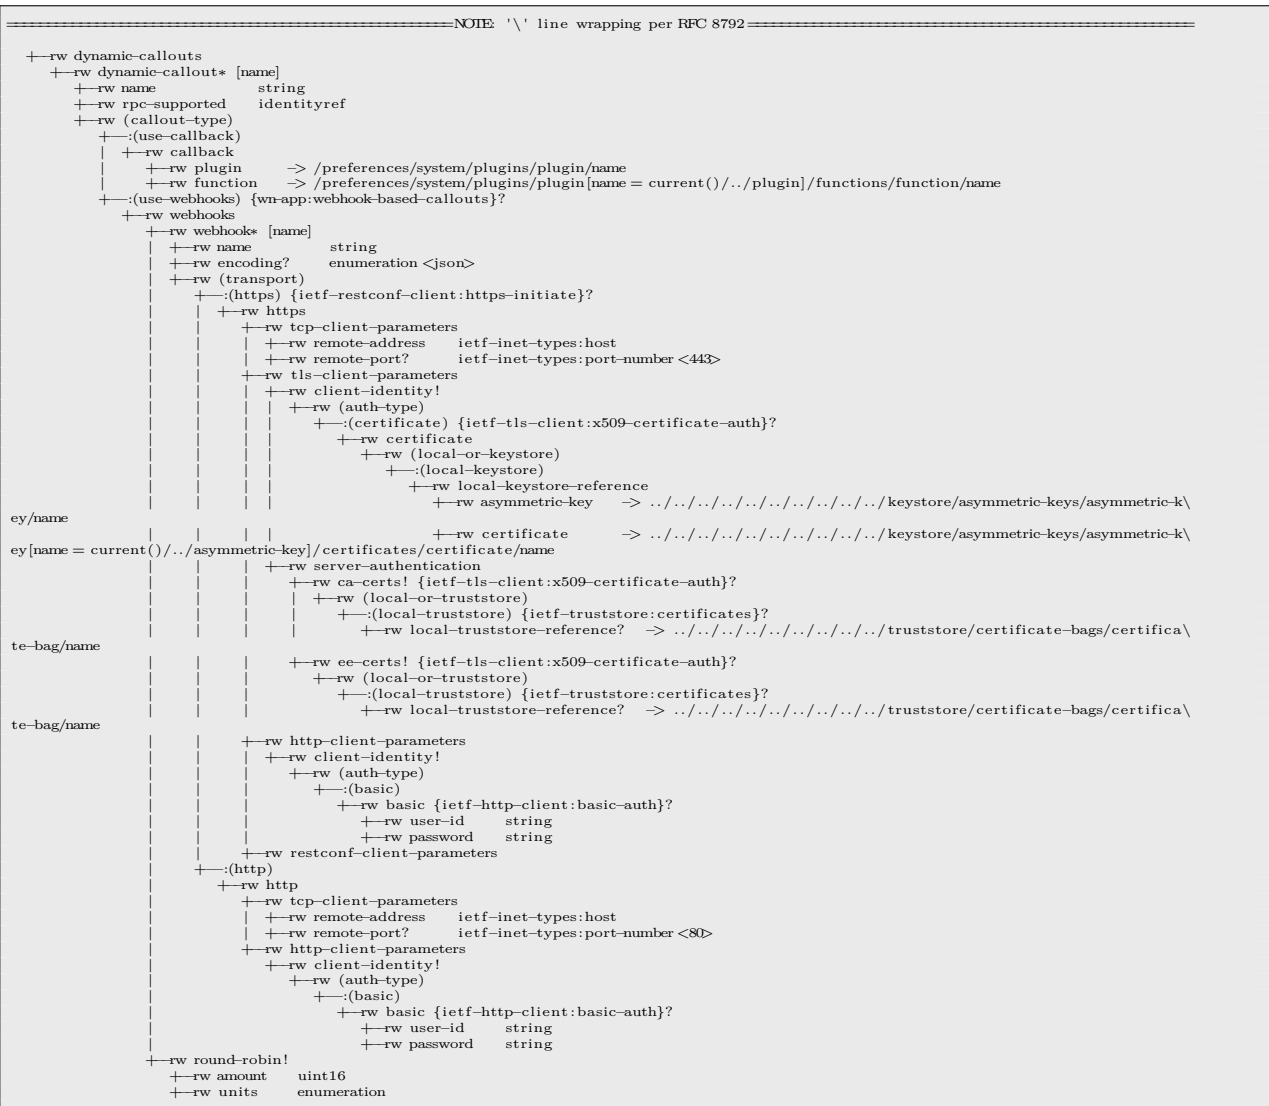 =====================NOTE: '\' line wrapping per RFC 8792=====================
+--rw dynamic-callouts
   +--rw dynamic-callout* [name]
      +--rw name             string
      +--rw rpc-supported    identityref
      +--rw (callout-type)
         +--:(use-callback)
         |  +--rw callback
         |     +--rw plugin      -> /preferences/system/plugins/plugin/name
         |     +--rw function    -> /preferences/system/plugins/plugin[name = current()/../plugin]/functions/function/name
         +--:(use-webhooks) {wn-app:webhook-based-callouts}?
            +--rw webhooks
               +--rw webhook* [name]
               |  +--rw name          string
               |  +--rw encoding?     enumeration <json>
               |  +--rw (transport)
               |     +--:(https) {ietf-restconf-client:https-initiate}?
               |     |  +--rw https
               |     |     +--rw tcp-client-parameters
               |     |     |  +--rw remote-address    ietf-inet-types:host
               |     |     |  +--rw remote-port?      ietf-inet-types:port-number <443>
               |     |     +--rw tls-client-parameters
               |     |     |  +--rw client-identity!
               |     |     |  |  +--rw (auth-type)
               |     |     |  |     +--:(certificate) {ietf-tls-client:x509-certificate-auth}?
               |     |     |  |        +--rw certificate
               |     |     |  |           +--rw (local-or-keystore)
               |     |     |  |              +--:(local-keystore)
               |     |     |  |                 +--rw local-keystore-reference
               |     |     |  |                    +--rw asymmetric-key    -> ../../../../../../../../../../keystore/asymmetric-keys/asymmetric-k\
ey/name
               |     |     |  |                    +--rw certificate       -> ../../../../../../../../../../keystore/asymmetric-keys/asymmetric-k\
ey[name = current()/../asymmetric-key]/certificates/certificate/name
               |     |     |  +--rw server-authentication
               |     |     |     +--rw ca-certs! {ietf-tls-client:x509-certificate-auth}?
               |     |     |     |  +--rw (local-or-truststore)
               |     |     |     |     +--:(local-truststore) {ietf-truststore:certificates}?
               |     |     |     |        +--rw local-truststore-reference?    -> ../../../../../../../../../truststore/certificate-bags/certifica\
te-bag/name
               |     |     |     +--rw ee-certs! {ietf-tls-client:x509-certificate-auth}?
               |     |     |        +--rw (local-or-truststore)
               |     |     |           +--:(local-truststore) {ietf-truststore:certificates}?
               |     |     |              +--rw local-truststore-reference?    -> ../../../../../../../../../truststore/certificate-bags/certifica\
te-bag/name
               |     |     +--rw http-client-parameters
               |     |     |  +--rw client-identity!
               |     |     |     +--rw (auth-type)
               |     |     |        +--:(basic)
               |     |     |           +--rw basic {ietf-http-client:basic-auth}?
               |     |     |              +--rw user-id     string
               |     |     |              +--rw password    string
               |     |     +--rw restconf-client-parameters
               |     +--:(http)
               |        +--rw http
               |           +--rw tcp-client-parameters
               |           |  +--rw remote-address    ietf-inet-types:host
               |           |  +--rw remote-port?      ietf-inet-types:port-number <80>
               |           +--rw http-client-parameters
               |              +--rw client-identity!
               |                 +--rw (auth-type)
               |                    +--:(basic)
               |                       +--rw basic {ietf-http-client:basic-auth}?
               |                          +--rw user-id     string
               |                          +--rw password    string
               +--rw round-robin!
                  +--rw amount    uint16
                  +--rw units     enumeration